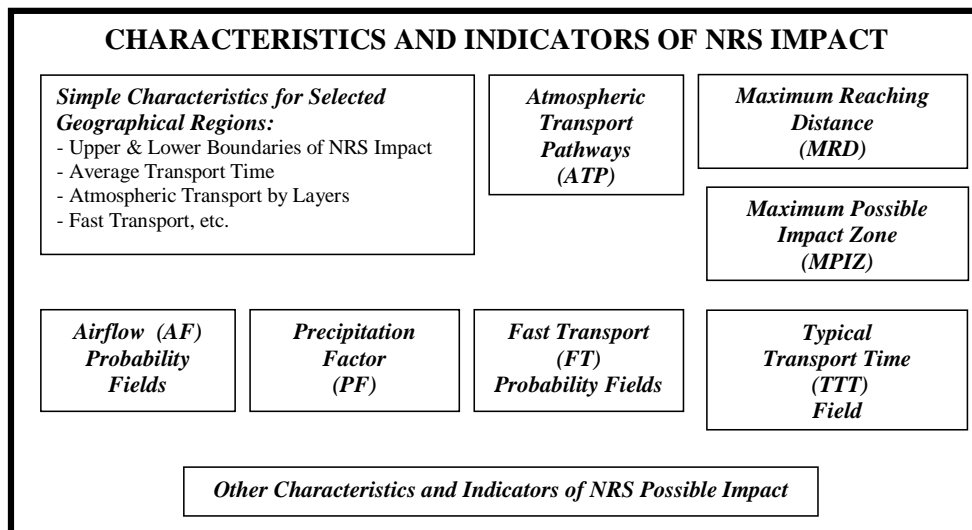 CHARACTERISTICS AND INDICATORS OF NRS IMPACT
Simple Characteristics for Selected
Geographical Regions:
- Upper & Lower Boundaries of NRS Impact
- Average Transport Time
- Atmospheric Transport by Layers
- Fast Transport, etc.
Atmospheric
Transport
Pathways
(ATP)
Maximum Reaching
Distance
(MRD)
Maximum Possible
Impact Zone
(MPIZ)
Airflow (AF)
Probability
Fields
Precipitation
Factor
(PF)
Fast Transport
(FT)
Probability Fields
Typical
Transport Time
(TTT)
Field
Other Characteristics and Indicators of NRS Possible Impact